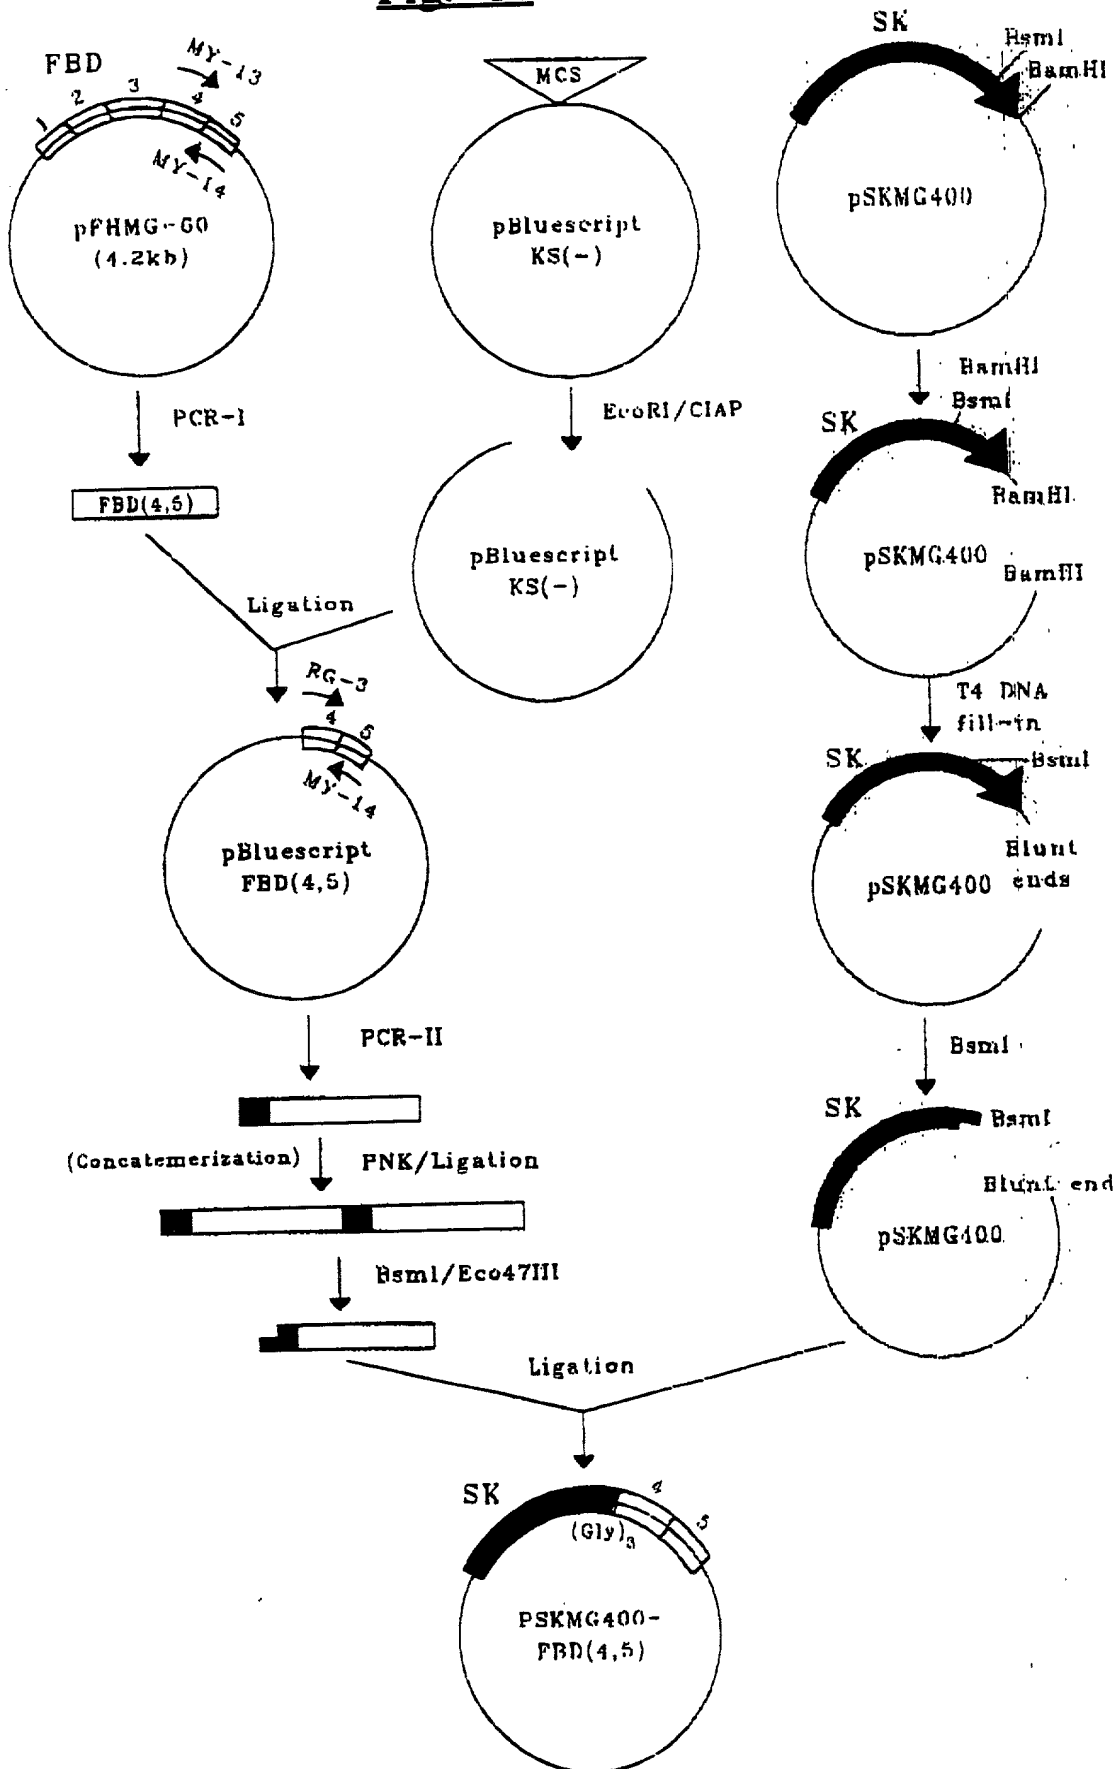 FBD
MY-13
1 2 3 4 5
MY-14
pFHMG-60
(4.2kb)
PCR-I
FBD(4,5)
MCS
pBluescript
KS(-)
EcoRI/CIAP
pBluescript
KS(-)
Ligation
RG-3
4 5
MY-14
pBluescript
FBD(4,5)
PCR-II
(Concatemerization)
PNK/Ligation
BsmI/Eco47III
SK
BsmI
BamHI
pSKMG400
BamHI
BsmI
SK
BamHI
pSKMG400
BamHI
T4 DNA
fill-in
SK
BsmI
Blunt
ends
pSKMG400
BsmI
SK
BsmI
Blunt end
pSKMG400
Ligation
SK
4
5
(Gly)3
PSKMG400-
FBD(4,5)